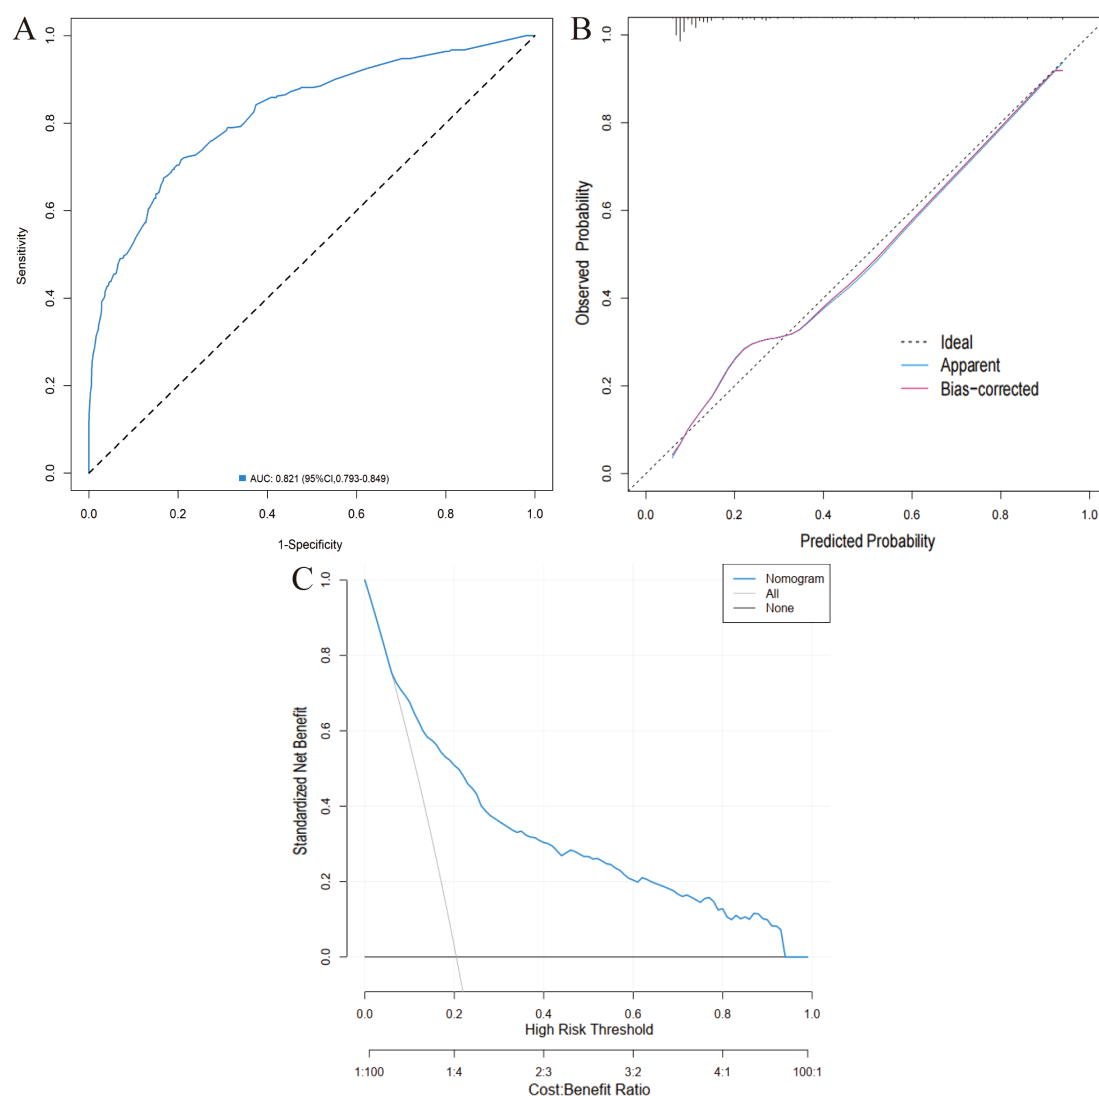 A
1.0
0.8
0.6
0.4
0.2
0.0
Sensitivity
AUC: 0.821 (95%CI,0.793-0.849)
0.0 0.2 0.4 0.6 0.8 1.0
1-Specificity
B
1.0
0.8
0.6
0.4
0.2
0.0
Observed Probability
Ideal
Apparent
Bias-corrected
0.0 0.2 0.4 0.6 0.8 1.0
Predicted Probability
C
1.0
0.8
0.6
0.4
0.2
0.0
Standardized Net Benefit
Nomogram
All
None
0.0 0.2 0.4 0.6 0.8 1.0
High Risk Threshold
1:100 1:4 2:3 3:2 4:1 100:1
Cost:Benefit Ratio